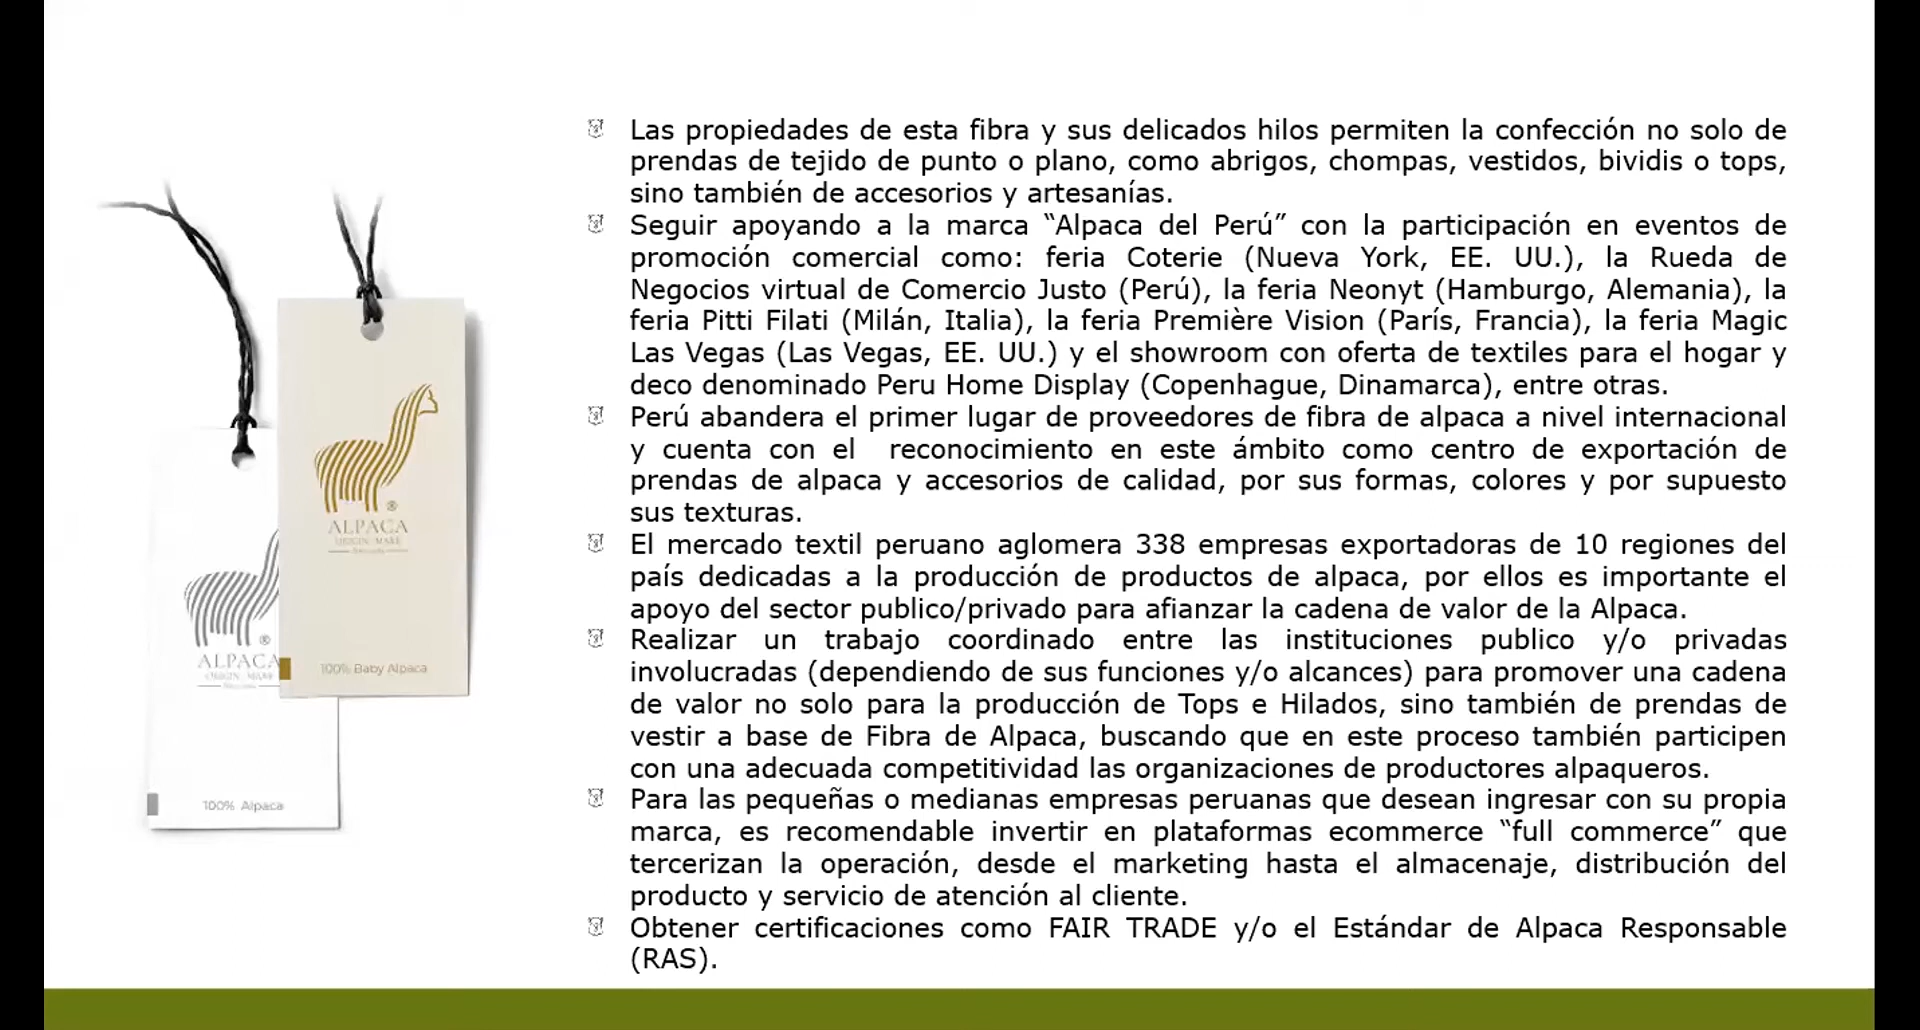 Las propiedades de esta fibra y sus delicados hilos permiten la confección no solo de
prendas de tejido de punto o plano, como abrigos, chompas, vestidos, bividis o tops,
sino también de accesorios y artesanías.
Seguir apoyando a la marca “Alpaca del Perú” con la participación en eventos de
promoción comercial como: feria Coterie (Nueva York, EE. UU.), la Rueda de
Negocios virtual de Comercio Justo (Perú), la feria Neonyt (Hamburgo, Alemania), la
feria Pitti Filati (Milán, Italia), la feria Première Vision (París, Francia), la feria Magic
Las Vegas (Las Vegas, EE. UU.) y el showroom con oferta de textiles para el hogar y
deco denominado Peru Home Display (Copenhague, Dinamarca), entre otras.
Perú abandera el primer lugar de proveedores de fibra de alpaca a nivel internacional
y cuenta con el reconocimiento en este ámbito como centro de exportación de
prendas de alpaca y accesorios de calidad, por sus formas, colores y por supuesto
sus texturas.
El mercado textil peruano aglomera 338 empresas exportadoras de 10 regiones del
país dedicadas a la producción de productos de alpaca, por ellos es importante el
apoyo del sector publico/privado para afianzar la cadena de valor de la Alpaca.
Realizar un trabajo coordinado entre las instituciones publico y/o privadas
involucradas (dependiendo de sus funciones y/o alcances) para promover una cadena
de valor no solo para la producción de Tops e Hilados, sino también de prendas de
vestir a base de Fibra de Alpaca, buscando que en este proceso también participen
con una adecuada competitividad las organizaciones de productores alpaqueros.
Para las pequeñas o medianas empresas peruanas que desean ingresar con su propia
marca, es recomendable invertir en plataformas ecommerce “full commerce” que
tercerizan la operación, desde el marketing hasta el almacenaje, distribución del
producto y servicio de atención al cliente.
Obtener certificaciones como FAIR TRADE y/o el Estándar de Alpaca Responsable
(RAS).
®
ALPACA
ORIGIN MARK
100% Baby Alpaca
®
ALPACA
ORIGIN MARK
100% Alpaca